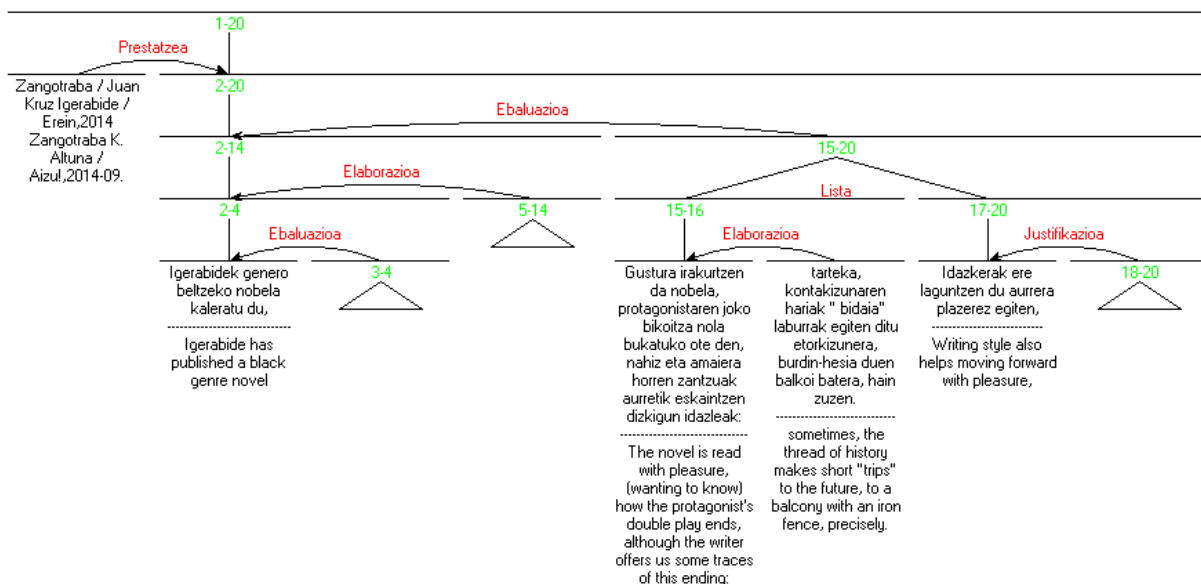 1-20
Prestatzea
Zangotraba / Juan
Kruz Igerabide /
Erein,2014
Zangotraba K.
Altuna /
Aizu!,2014-09.
2-20
Ebaluazioa
2-14
15-20
Elaborazioa
Lista
2-4
5-14
15-16
17-20
Ebaluazioa
Elaborazioa
Justifikazioa
Igerabidek genero
beltzeko nobela
kaleratu du,
----------------------------
Igerabide has
published a black
genre novel
3-4
Gustura irakurtzen
da nobela,
protagonistaren joko
bikoitza nola
bukatuko ote den,
nahiz eta amaiera
horren zantzuak
aurretik eskaintzen
dizkigun idazleak:
----------------------------
The novel is read
with pleasure,
(wanting to know)
how the protagonist's
double play ends,
although the writer
offers us some traces
of this ending:
tarteka,
kontakizunaren
hariak " bidaia"
laburrak egiten ditu
etorkizunera,
burdin-hesia duen
balkoi batera, hain
zuzen.
----------------------------
sometimes, the
thread of history
makes short "trips"
to the future, to a
balcony with an iron
fence, precisely.
Idazkerak ere
laguntzen du aurrera
plazerez egiten,
----------------------------
Writing style also
helps moving forward
with pleasure,
18-20